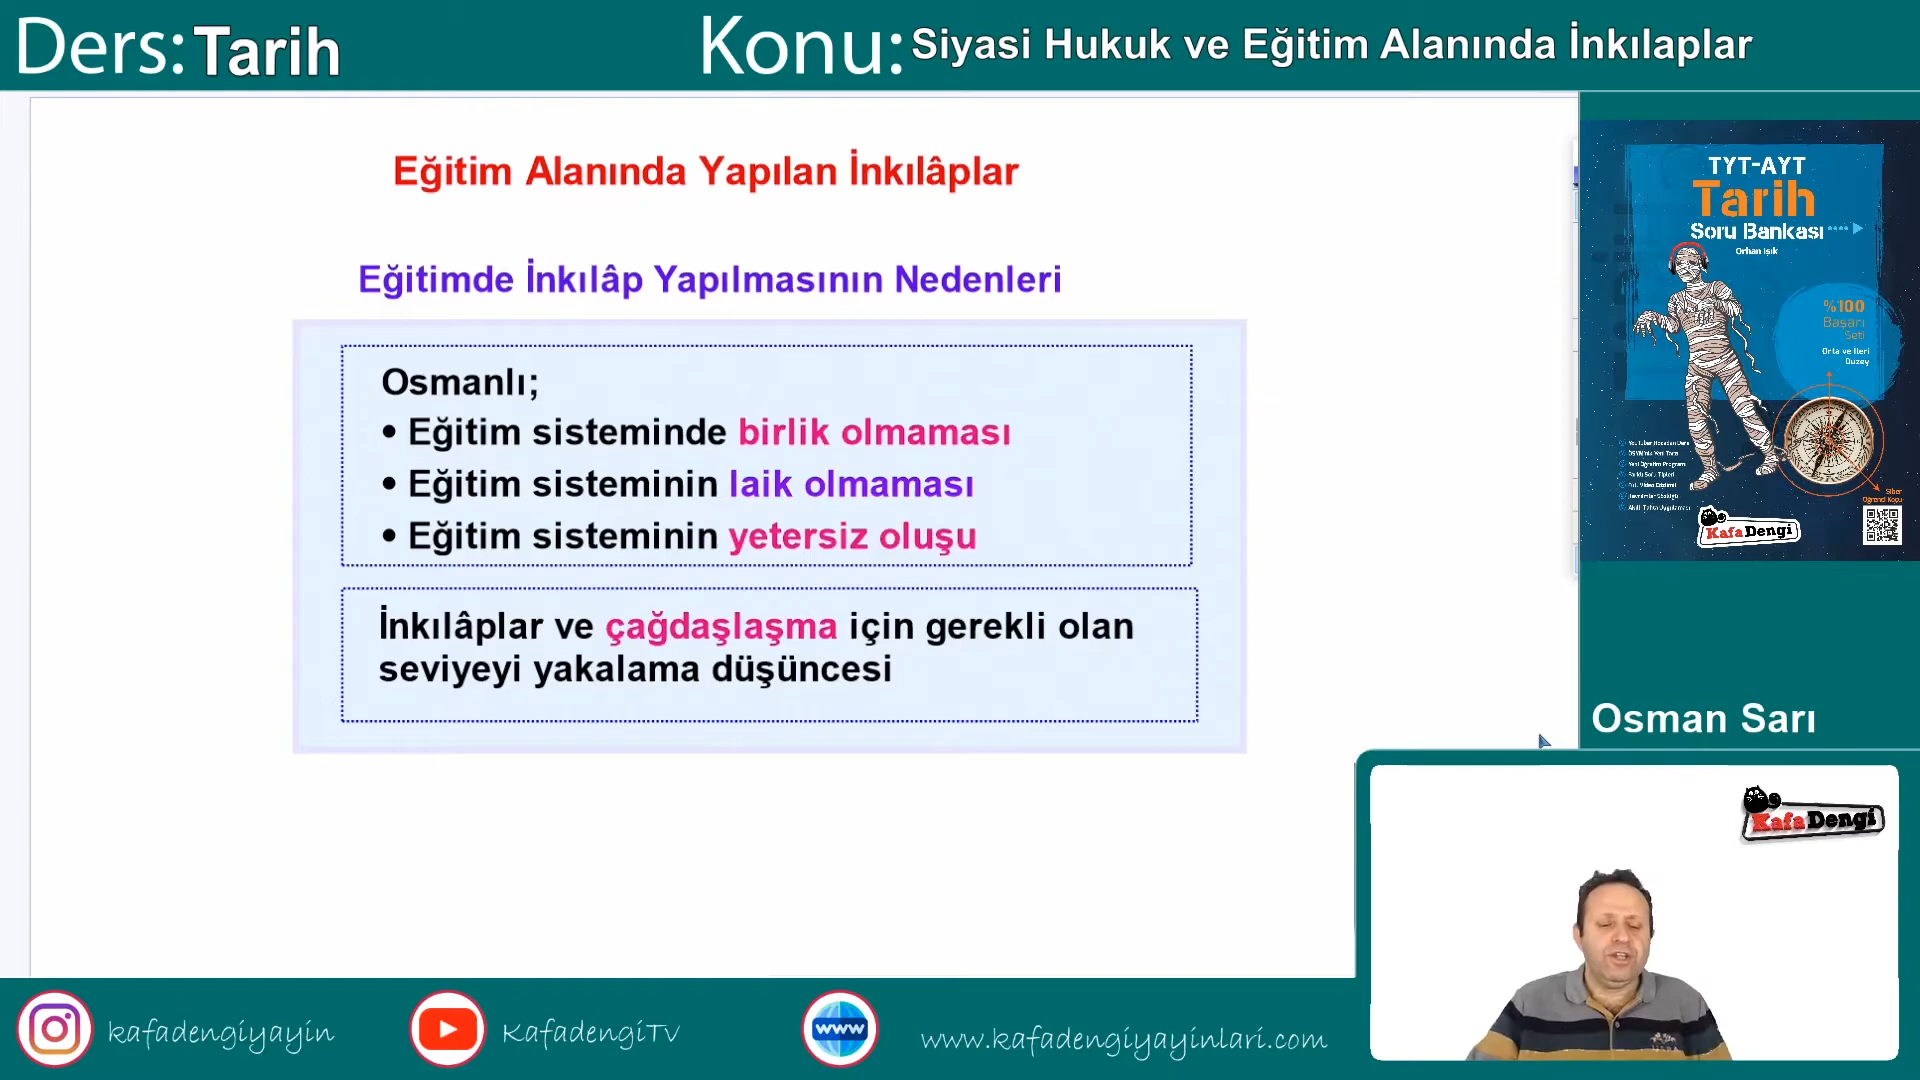 Ders: Tarih
Konu: Siyasi Hukuk ve Eğitim Alanında İnkılaplar
Eğitim Alanında Yapılan İnkılâplar
Eğitimde İnkılâp Yapılmasının Nedenleri
Osmanlı;
• Eğitim sisteminde birlik olmaması
• Eğitim sisteminin laik olmaması
• Eğitim sisteminin yetersiz oluşu
İnkılâplar ve çağdaşlaşma için gerekli olan
seviyeyi yakalama düşüncesi
TYT-AYT
Tarih
Soru Bankası
Orhan Işık
%100
Başarı
Seti
Orta ve İleri
Düzey
KafaDengi
Osman Sarı
KafaDengi
kafadengiyayin
KafadengiTv
www
www.kafadengiyayinlari.com